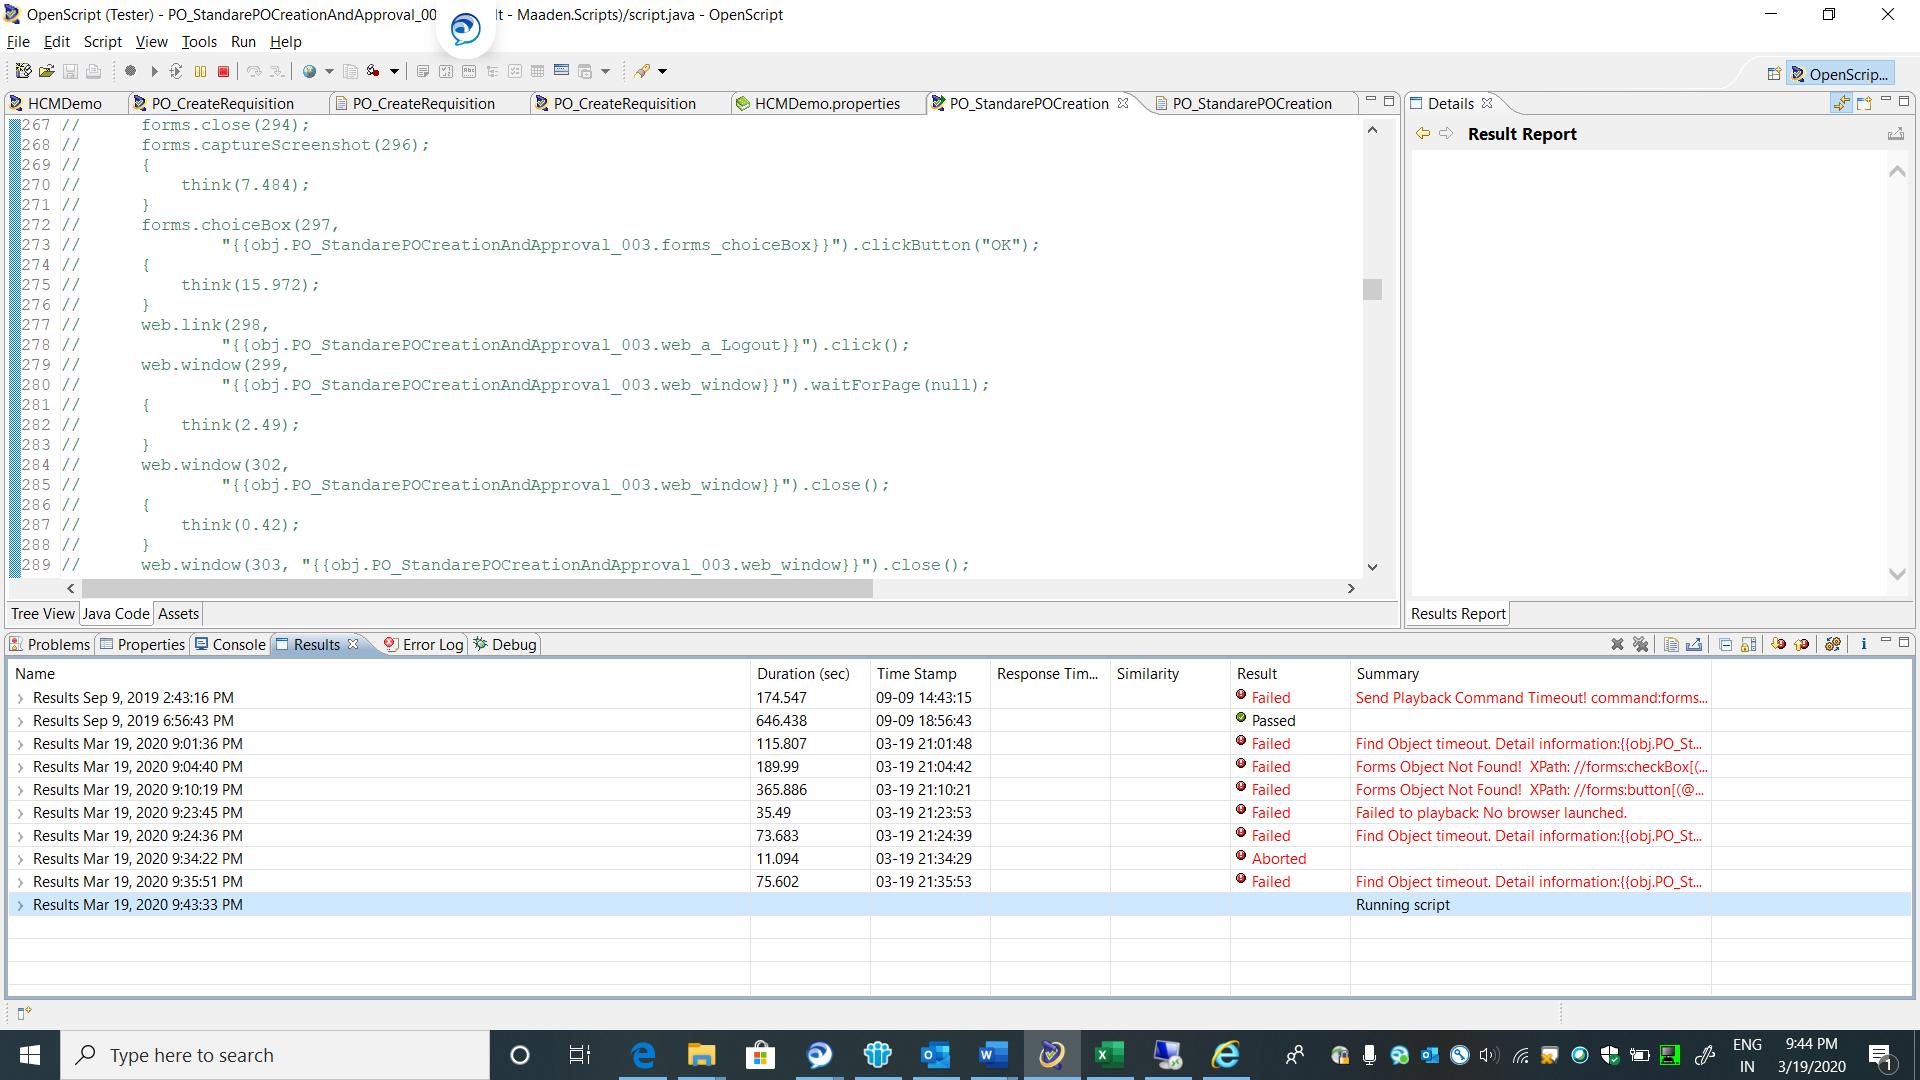 OpenScript (Tester) - PO_StandarePOCreationAndApproval_00 lt - Maaden.Scripts)/script.java - OpenScript
File Edit Script View Tools Run Help
OpenScrip...
HCMDemo PO_CreateRequisition PO_CreateRequisition PO_CreateRequisition HCMDemo.properties PO_StandarePOCreation PO_StandarePOCreation
Details
Result Report
267 // forms.close(294);
268 // forms.captureScreenshot(296);
269 // {
270 // think(7.484);
271 // }
272 // forms.choiceBox(297,
273 // "{{obj.PO_StandarePOCreationAndApproval_003.forms_choiceBox}}").clickButton("OK");
274 // {
275 // think(15.972);
276 // }
277 // web.link(298,
278 // "{{obj.PO_StandarePOCreationAndApproval_003.web_a_Logout}}").click();
279 // web.window(299,
280 // "{{obj.PO_StandarePOCreationAndApproval_003.web_window}}").waitForPage(null);
281 // {
282 // think(2.49);
283 // }
284 // web.window(302,
285 // "{{obj.PO_StandarePOCreationAndApproval_003.web_window}}").close();
286 // {
287 // think(0.42);
288 // }
289 // web.window(303, "{{obj.PO_StandarePOCreationAndApproval_003.web_window}}").close();
Tree View Java Code Assets
Results Report
Problems Properties Console Results Error Log Debug
Name Duration (sec) Time Stamp Response Tim... Similarity Result Summary
Results Sep 9, 2019 2:43:16 PM 174.547 09-09 14:43:15 Failed Send Playback Command Timeout! command:forms...
Results Sep 9, 2019 6:56:43 PM 646.438 09-09 18:56:43 Passed
Results Mar 19, 2020 9:01:36 PM 115.807 03-19 21:01:48 Failed Find Object timeout. Detail information:{{obj.PO_St...
Results Mar 19, 2020 9:04:40 PM 189.99 03-19 21:04:42 Failed Forms Object Not Found! XPath: //forms:checkBox[(...
Results Mar 19, 2020 9:10:19 PM 365.886 03-19 21:10:21 Failed Forms Object Not Found! XPath: //forms:button[(@...
Results Mar 19, 2020 9:23:45 PM 35.49 03-19 21:23:53 Failed Failed to playback: No browser launched.
Results Mar 19, 2020 9:24:36 PM 73.683 03-19 21:24:39 Failed Find Object timeout. Detail information:{{obj.PO_St...
Results Mar 19, 2020 9:34:22 PM 11.094 03-19 21:34:29 Aborted
Results Mar 19, 2020 9:35:51 PM 75.602 03-19 21:35:53 Failed Find Object timeout. Detail information:{{obj.PO_St...
Results Mar 19, 2020 9:43:33 PM Running script
Type here to search
ENG
IN
9:44 PM
3/19/2020
1